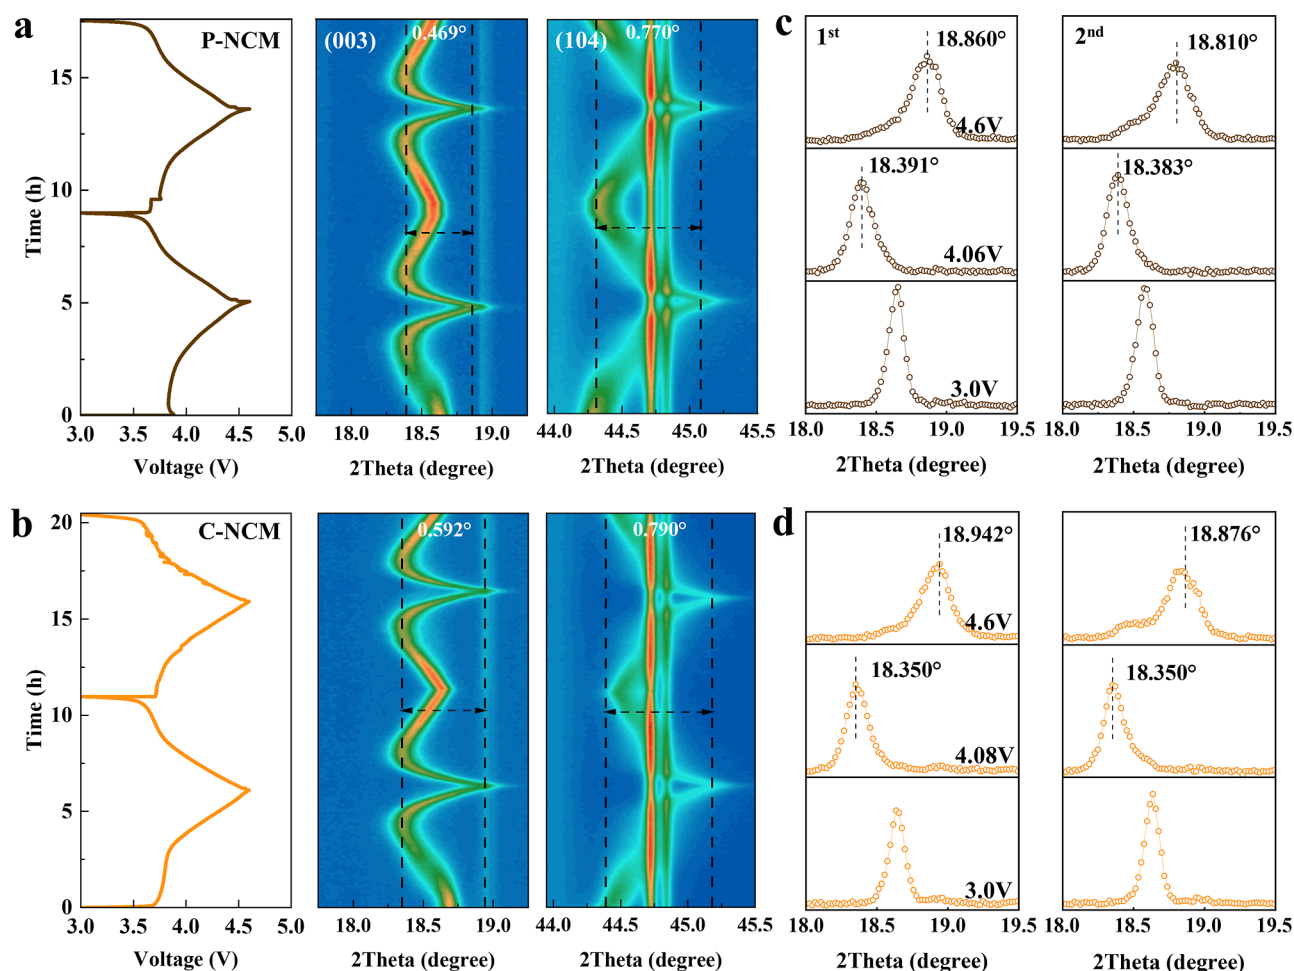 a
P-NCM
(003)
0.469°
(104)
0.770°
Time (h)
15
10
5
0
3.0 3.5 4.0 4.5 5.0
Voltage (V)
18.0 18.5 19.0
2Theta (degree)
44.0 44.5 45.0 45.5
2Theta (degree)
c
1st
18.860°
4.6V
18.391°
4.06V
3.0V
18.0 18.5 19.0 19.5
2Theta (degree)
2nd
18.810°
18.383°
18.0 18.5 19.0 19.5
2Theta (degree)
b
C-NCM
0.592°
0.790°
Time (h)
20
15
10
5
0
3.0 3.5 4.0 4.5 5.0
Voltage (V)
18.0 18.5 19.0
2Theta (degree)
44.0 44.5 45.0 45.5
2Theta (degree)
d
18.942°
4.6V
18.350°
4.08V
3.0V
18.0 18.5 19.0 19.5
2Theta (degree)
18.876°
18.350°
18.0 18.5 19.0 19.5
2Theta (degree)